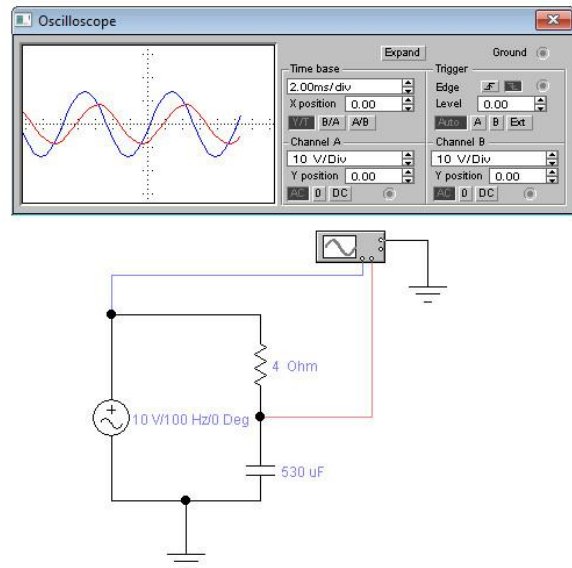 Oscilloscope
Expand
Ground
Time base
Trigger
2.00ms/div
Edge
X position 0.00
Level 0.00
Y/T B/A A/B
Auto A B Ext
Channel A
Channel B
10 V/Div
10 V/Div
Y position 0.00
Y position 0.00
AC 0 DC
AC 0 DC
4 Ohm
10 V/100 Hz/0 Deg
530 uF